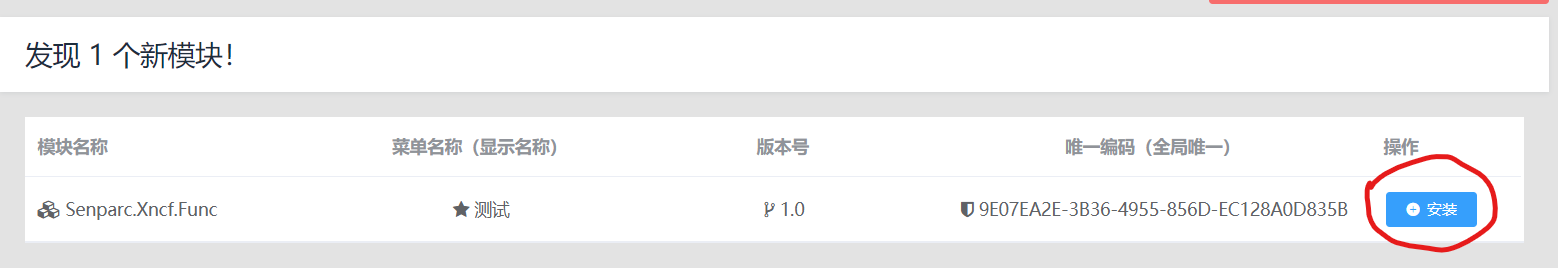 发现 1 个新模块!
模块名称 菜单名称（显示名称） 版本号 唯一编码（全局唯一） 操作
Senparc.Xncf.Func 测试 1.0 9E07EA2E-3B36-4955-856D-EC128A0D835B 安装